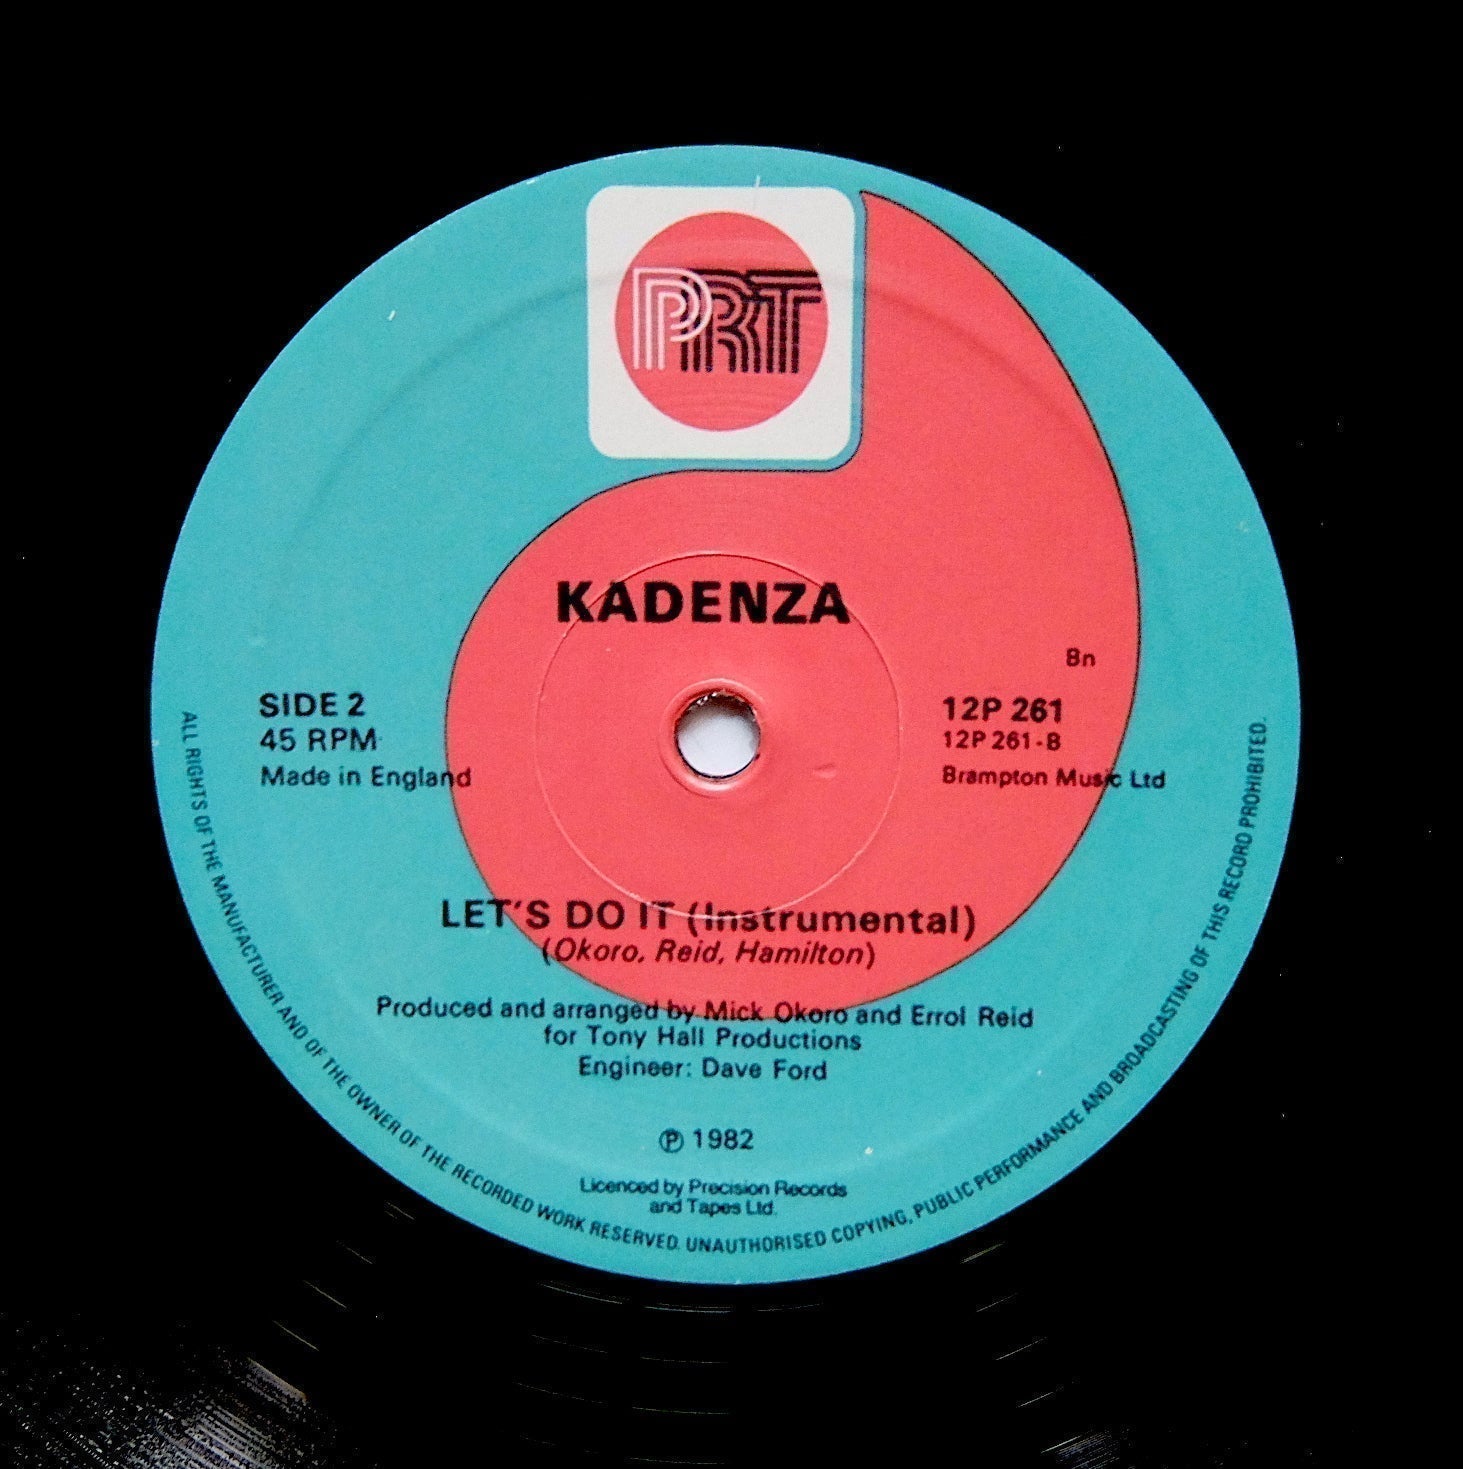 PRT
KADENZA
Bn
SIDE 2
45 RPM
Made in England
12P 261
12P 261-B
Brampton Music Ltd
LET'S DO IT (Instrumental)
(Okoro, Reid, Hamilton)
Produced and arranged by Mick Okoro and Errol Reid
for Tony Hall Productions
Engineer: Dave Ford
℗ 1982
Licenced by Precision Records
and Tapes Ltd.
ALL RIGHTS OF THE MANUFACTURER AND OF THE OWNER OF THE RECORDED WORK RESERVED. UNAUTHORISED COPYING, PUBLIC PERFORMANCE AND BROADCASTING OF THIS RECORD PROHIBITED.